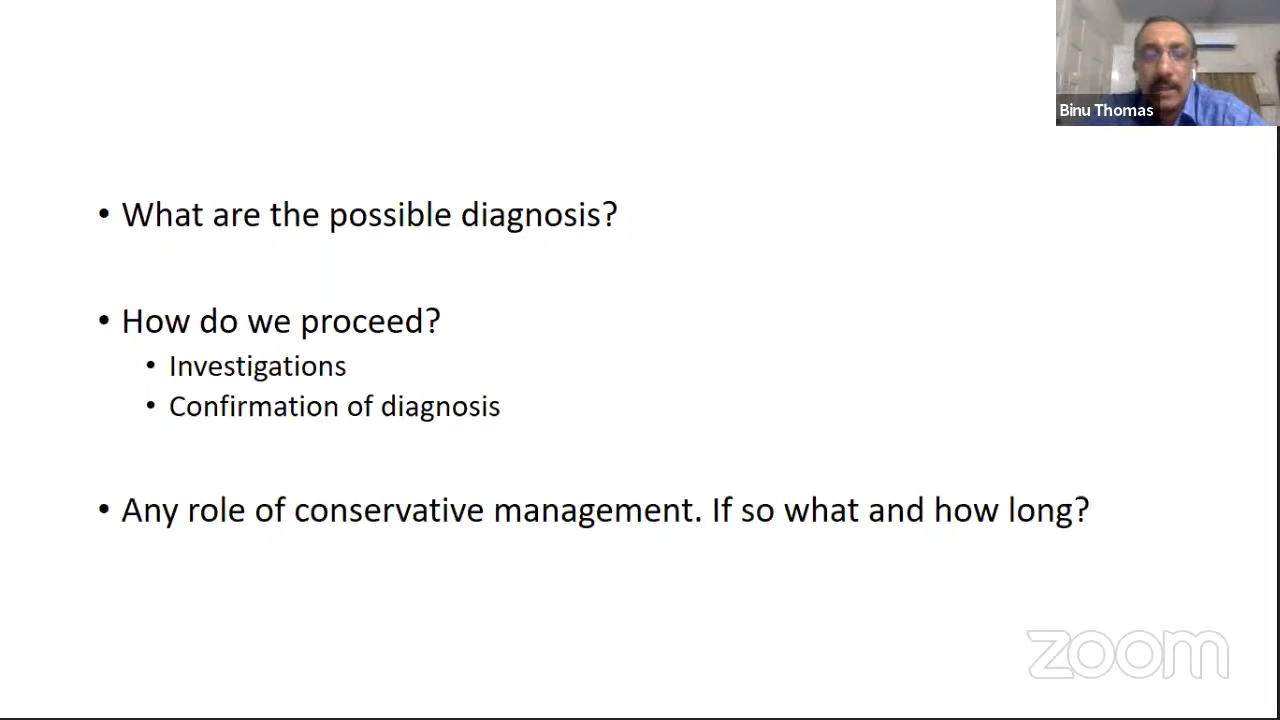 Binu Thomas
• What are the possible diagnosis?
• How do we proceed?
• Investigations
• Confirmation of diagnosis
• Any role of conservative management. If so what and how long?
zoom